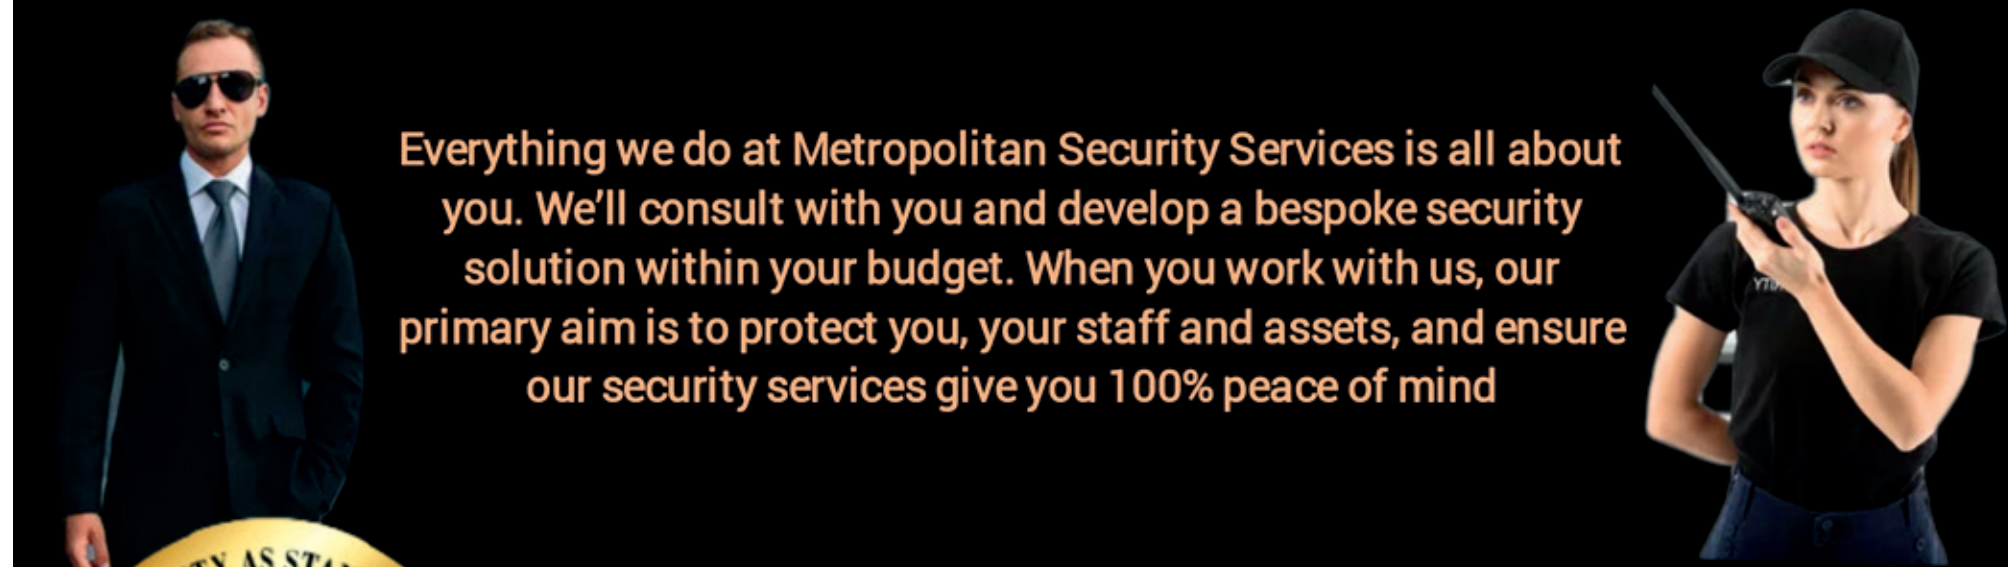 Everything we do at Metropolitan Security Services is all about
you. We’ll consult with you and develop a bespoke security
solution within your budget. When you work with us, our
primary aim is to protect you, your staff and assets, and ensure
our security services give you 100% peace of mind
AS